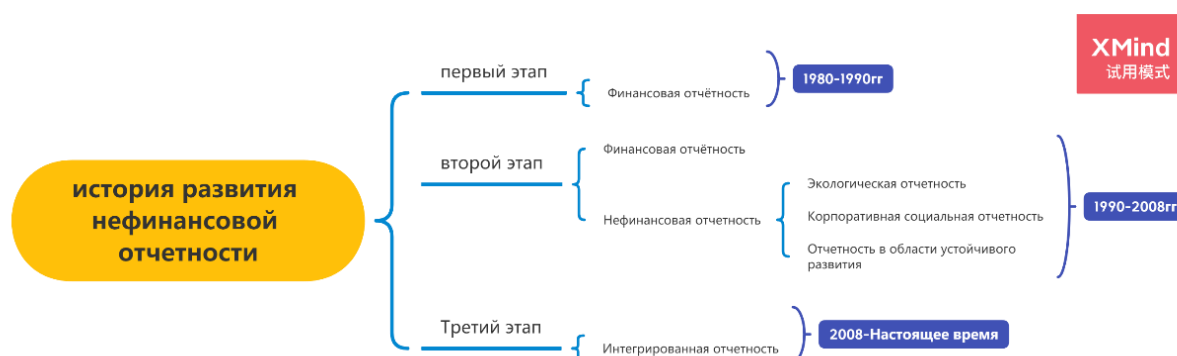 XMind
试用模式
первый этап
1980-1990гг
Финансовая отчётность
второй этап
Финансовая отчётность
история развития
нефинансовой
отчетности
Нефинансовая отчетность
Экологическая отчетность
Корпоративная социальная отчетность
Отчетность в области устойчивого
развития
1990-2008гг
Третий этап
Интегрированная отчетность
2008-Настоящее время